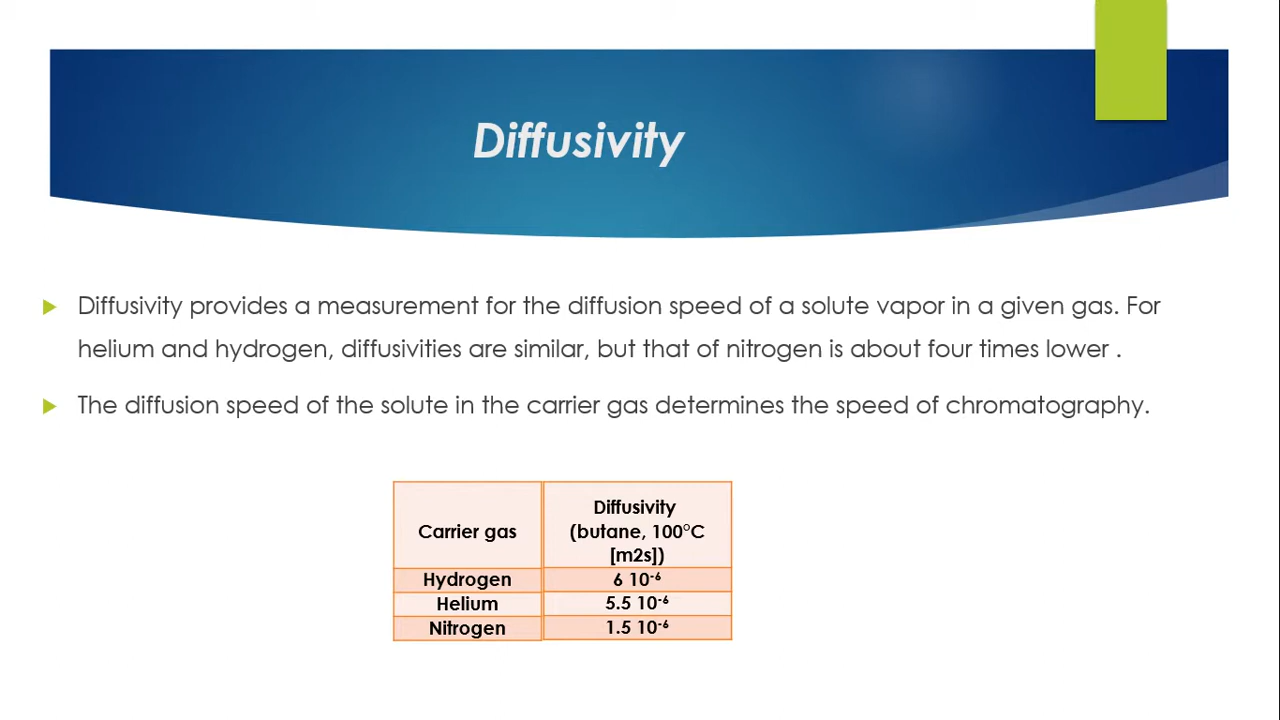 Diffusivity
Diffusivity provides a measurement for the diffusion speed of a solute vapor in a given gas. For
helium and hydrogen, diffusivities are similar, but that of nitrogen is about four times lower .
The diffusion speed of the solute in the carrier gas determines the speed of chromatography.
Carrier gas
Diffusivity
(butane, 100°C
[m2s])
Hydrogen 6 10⁻⁶
Helium 5.5 10⁻⁶
Nitrogen 1.5 10⁻⁶